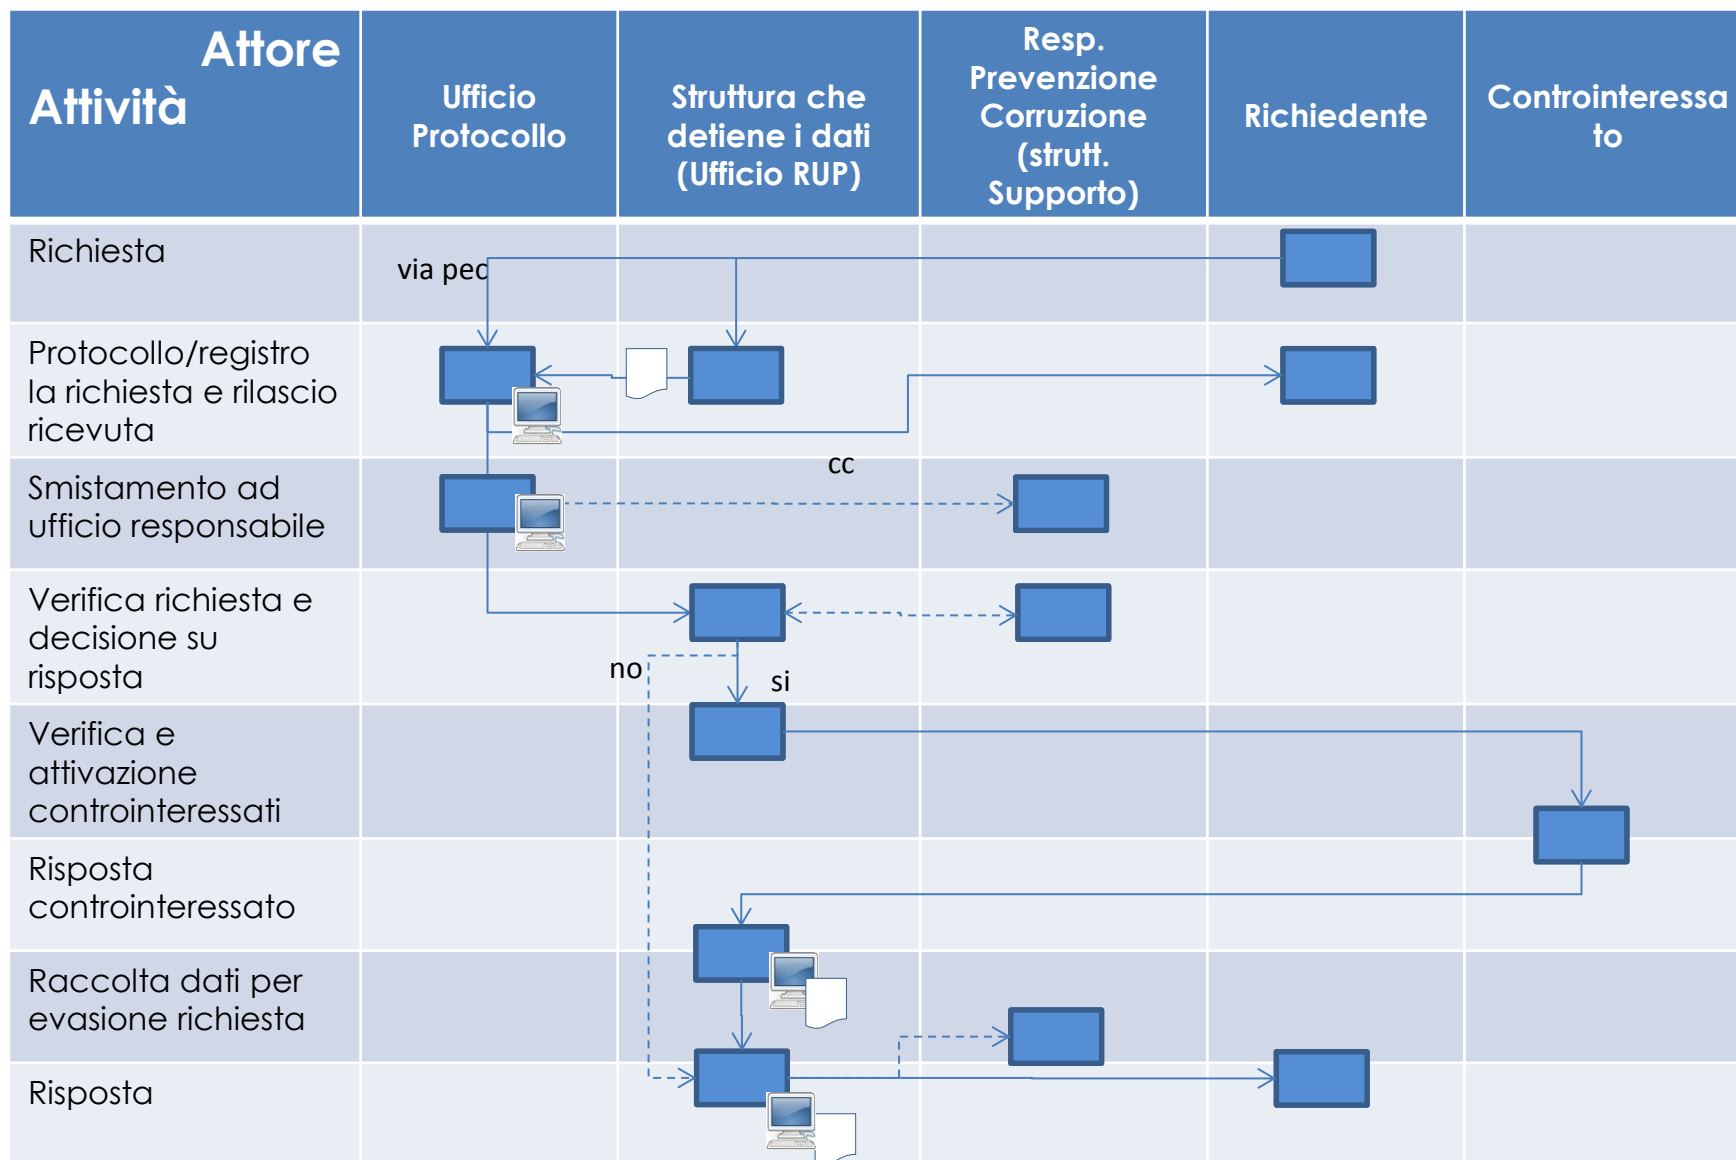 Attore
Attività
Ufficio
Protocollo
Struttura che
detiene i dati
(Ufficio RUP)
Resp.
Prevenzione
Corruzione
(strutt.
Supporto)
Richiedente
Controinteressa
to
Richiesta
via pec
Protocollo/registro
la richiesta e rilascio
ricevuta
cc
Smistamento ad
ufficio responsabile
Verifica richiesta e
decisione su
risposta
no
si
Verifica e
attivazione
controinteressati
Risposta
controinteressato
Raccolta dati per
evasione richiesta
Risposta